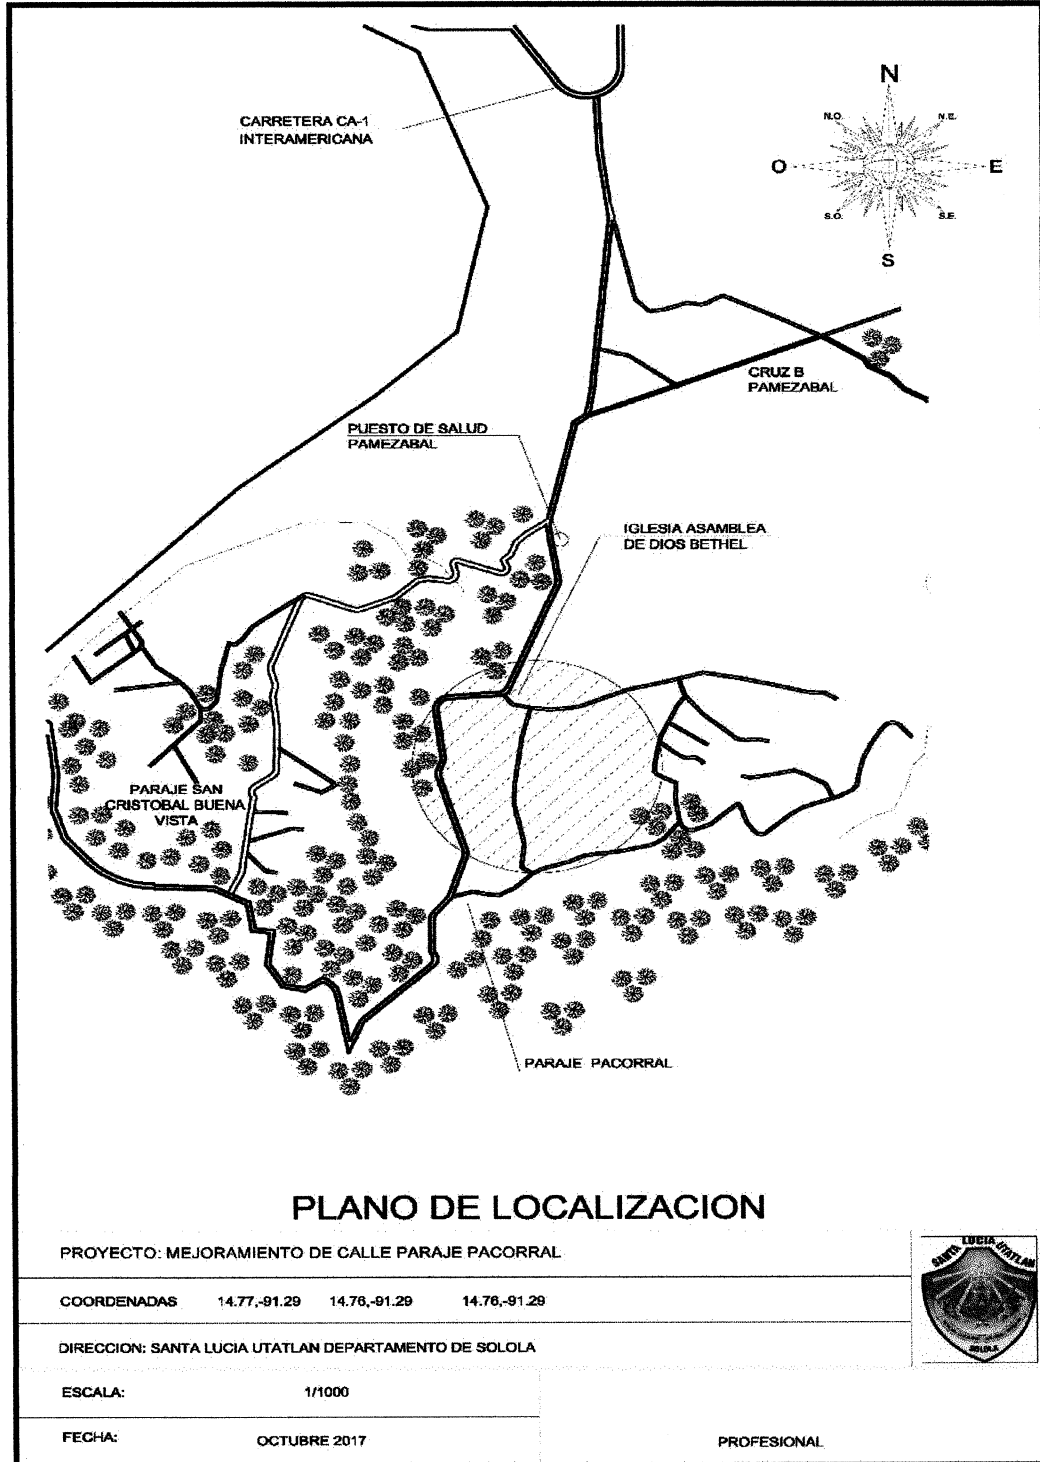 CARRETERA CA-1
INTERAMERICANA
N
N.O.
N.E.
O
E
S.O.
S.E.
S
CRUZ B
PAMEZABAL
PUESTO DE SALUD
PAMEZABAL
IGLESIA ASAMBLEA
DE DIOS BETHEL
PARAJE SAN
CRISTOBAL BUENA
VISTA
PARAJE PACORRAL
PLANO DE LOCALIZACION
PROYECTO: MEJORAMIENTO DE CALLE PARAJE PACORRAL
COORDENADAS 14.77,-91.29 14.76,-91.29 14.76,-91.29
SANTA LUCIA UTATLAN
SOLOLA
DIRECCION: SANTA LUCIA UTATLAN DEPARTAMENTO DE SOLOLA
ESCALA: 1/1000
FECHA: OCTUBRE 2017
PROFESIONAL